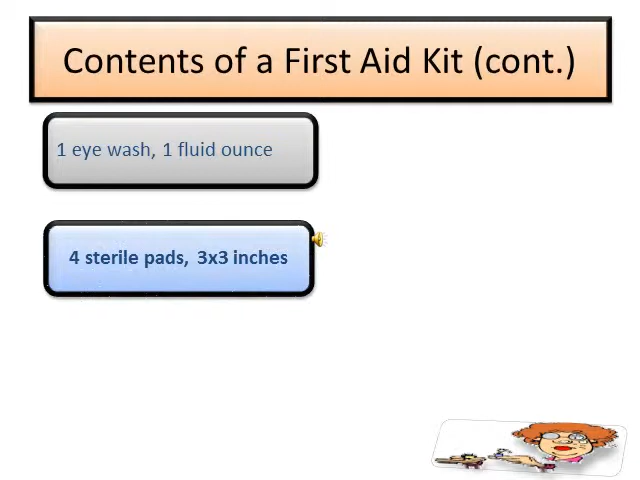 Contents of a First Aid Kit (cont.)
1 eye wash, 1 fluid ounce
4 sterile pads, 3x3 inches